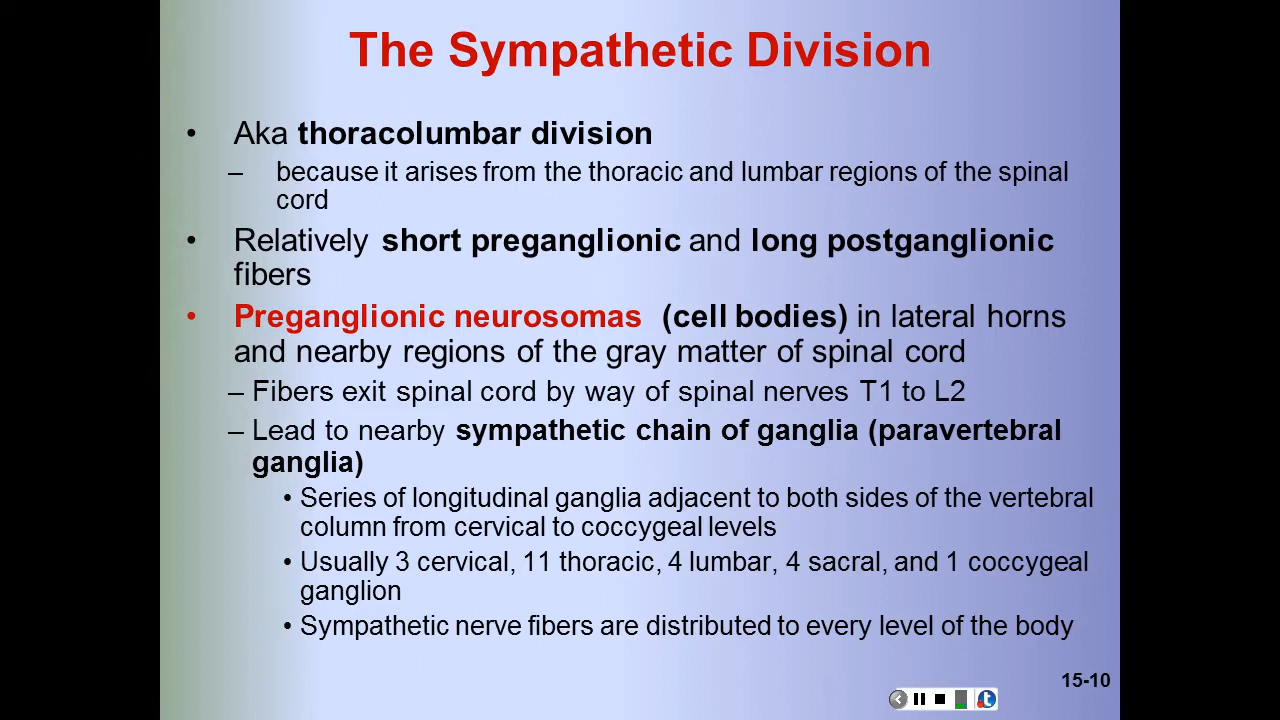 The Sympathetic Division
• Aka thoracolumbar division
– because it arises from the thoracic and lumbar regions of the spinal
cord
• Relatively short preganglionic and long postganglionic
fibers
• Preganglionic neurosomas (cell bodies) in lateral horns
and nearby regions of the gray matter of spinal cord
– Fibers exit spinal cord by way of spinal nerves T1 to L2
– Lead to nearby sympathetic chain of ganglia (paravertebral
ganglia)
• Series of longitudinal ganglia adjacent to both sides of the vertebral
column from cervical to coccygeal levels
• Usually 3 cervical, 11 thoracic, 4 lumbar, 4 sacral, and 1 coccygeal
ganglion
• Sympathetic nerve fibers are distributed to every level of the body
15-10
t